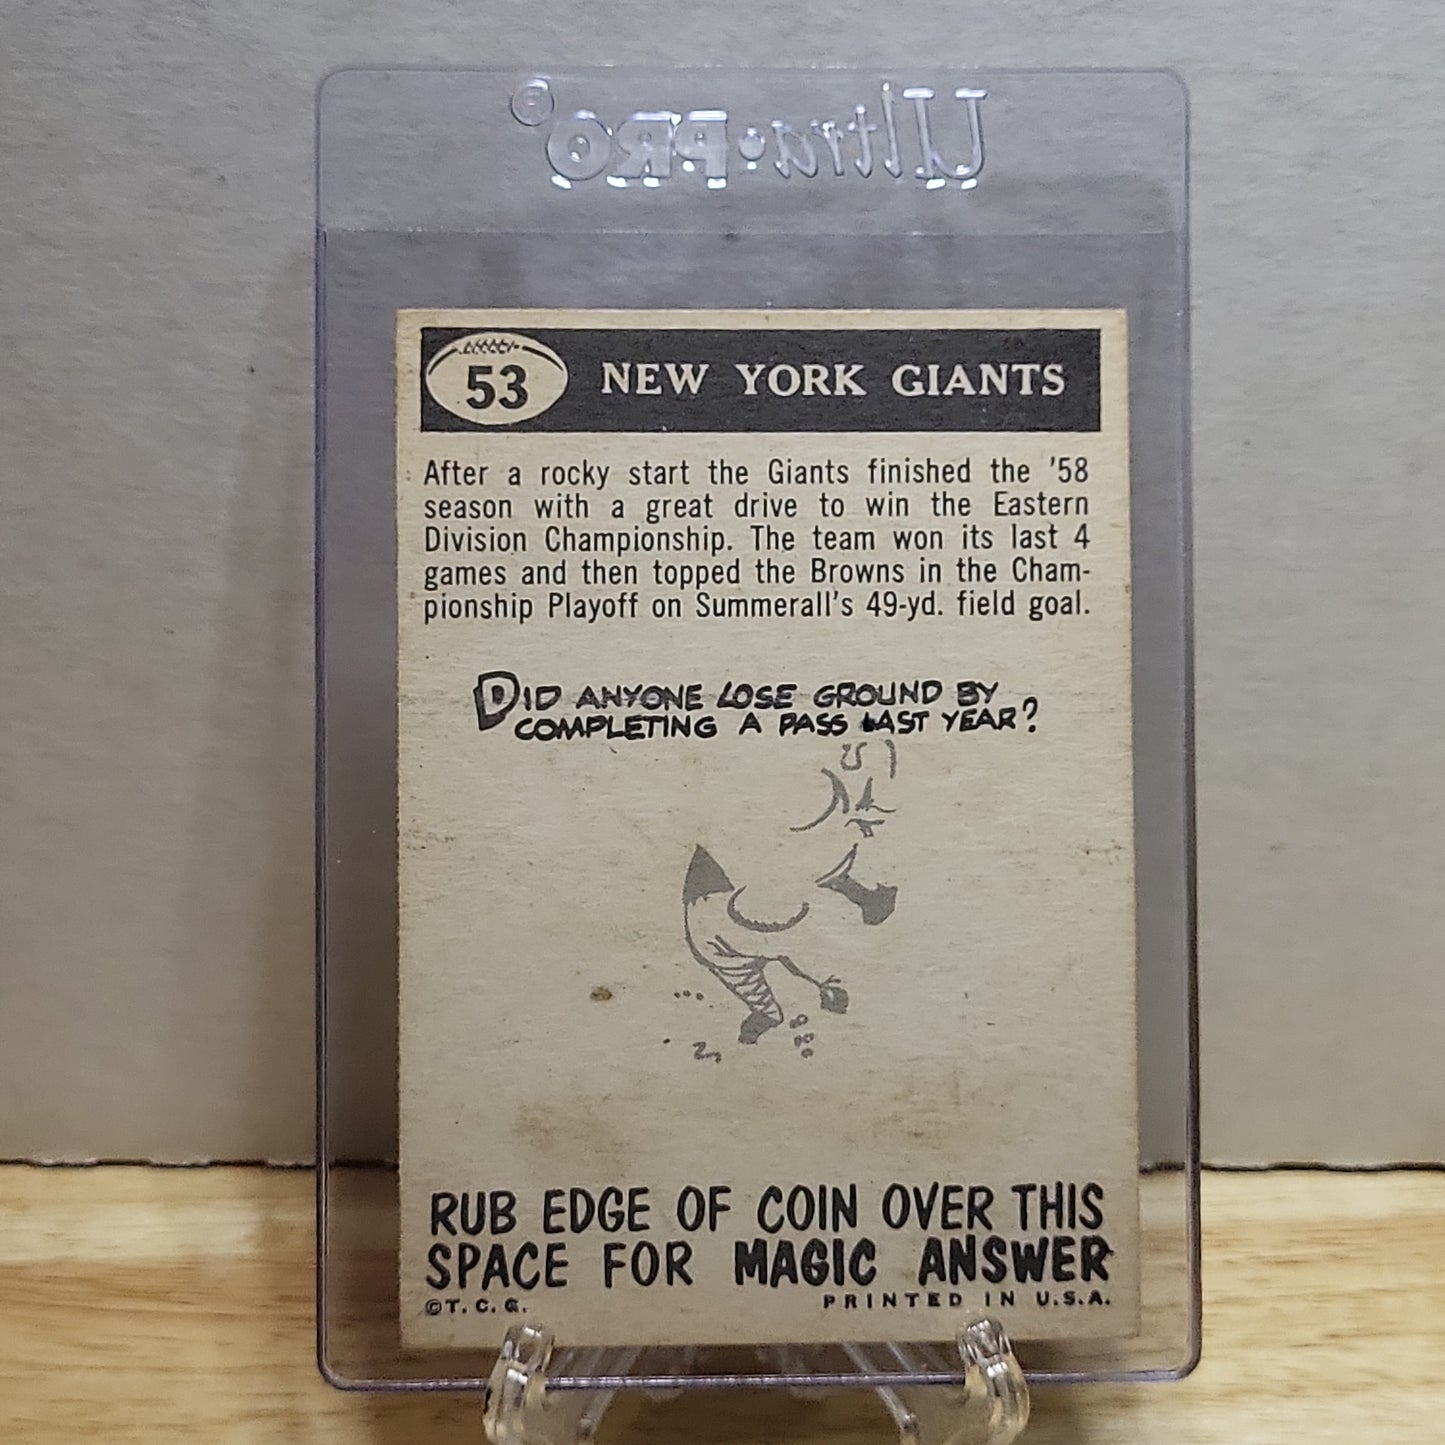 Ultra•PRO®
53 NEW YORK GIANTS
After a rocky start the Giants finished the '58
season with a great drive to win the Eastern
Division Championship. The team won its last 4
games and then topped the Browns in the Cham-
pionship Playoff on Summerall's 49-yd. field goal.
DID ANYONE LOSE GROUND BY
COMPLETING A PASS LAST YEAR?
RUB EDGE OF COIN OVER THIS
SPACE FOR MAGIC ANSWER
©T. C. G.
PRINTED IN U.S.A.